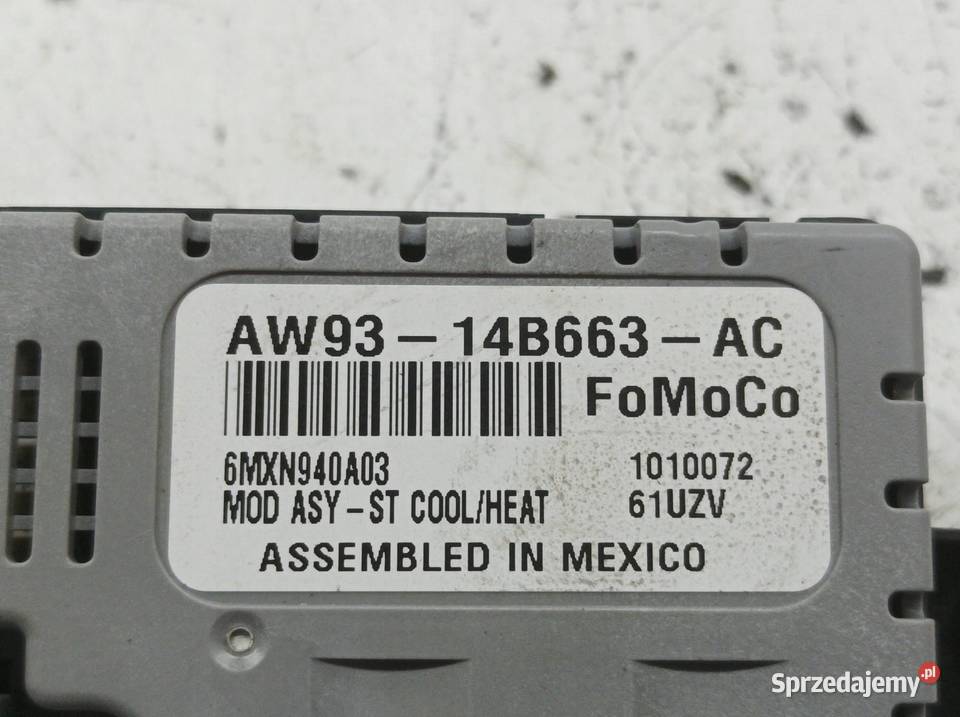 AW93-14B663-AC
FoMoCo
6MXN940A03
1010072
MOD ASY-ST COOL/HEAT
61UZV
ASSEMBLED IN MEXICO
Sprzedajemy.pl